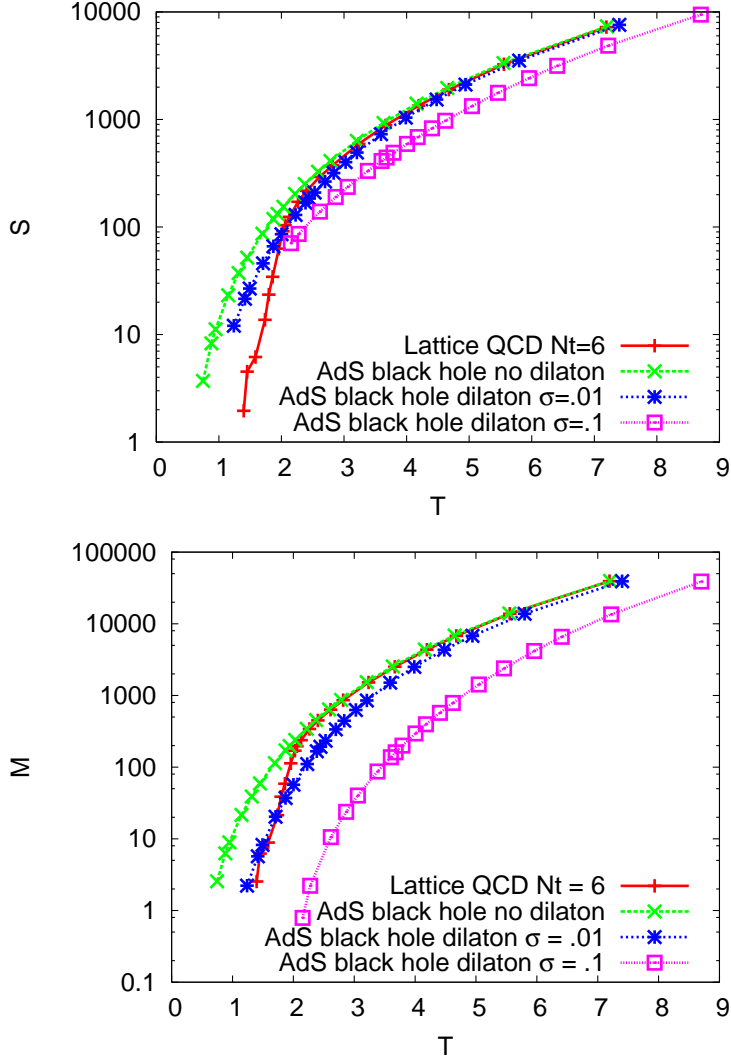 10000
1000
100
10
1
S
Lattice QCD Nt=6
AdS black hole no dilaton
AdS black hole dilaton σ=.01
AdS black hole dilaton σ=.1
0 1 2 3 4 5 6 7 8 9
T
100000
10000
1000
100
10
1
0.1
M
Lattice QCD Nt = 6
AdS black hole no dilaton
AdS black hole dilaton σ = .01
AdS black hole dilaton σ = .1
0 1 2 3 4 5 6 7 8 9
T